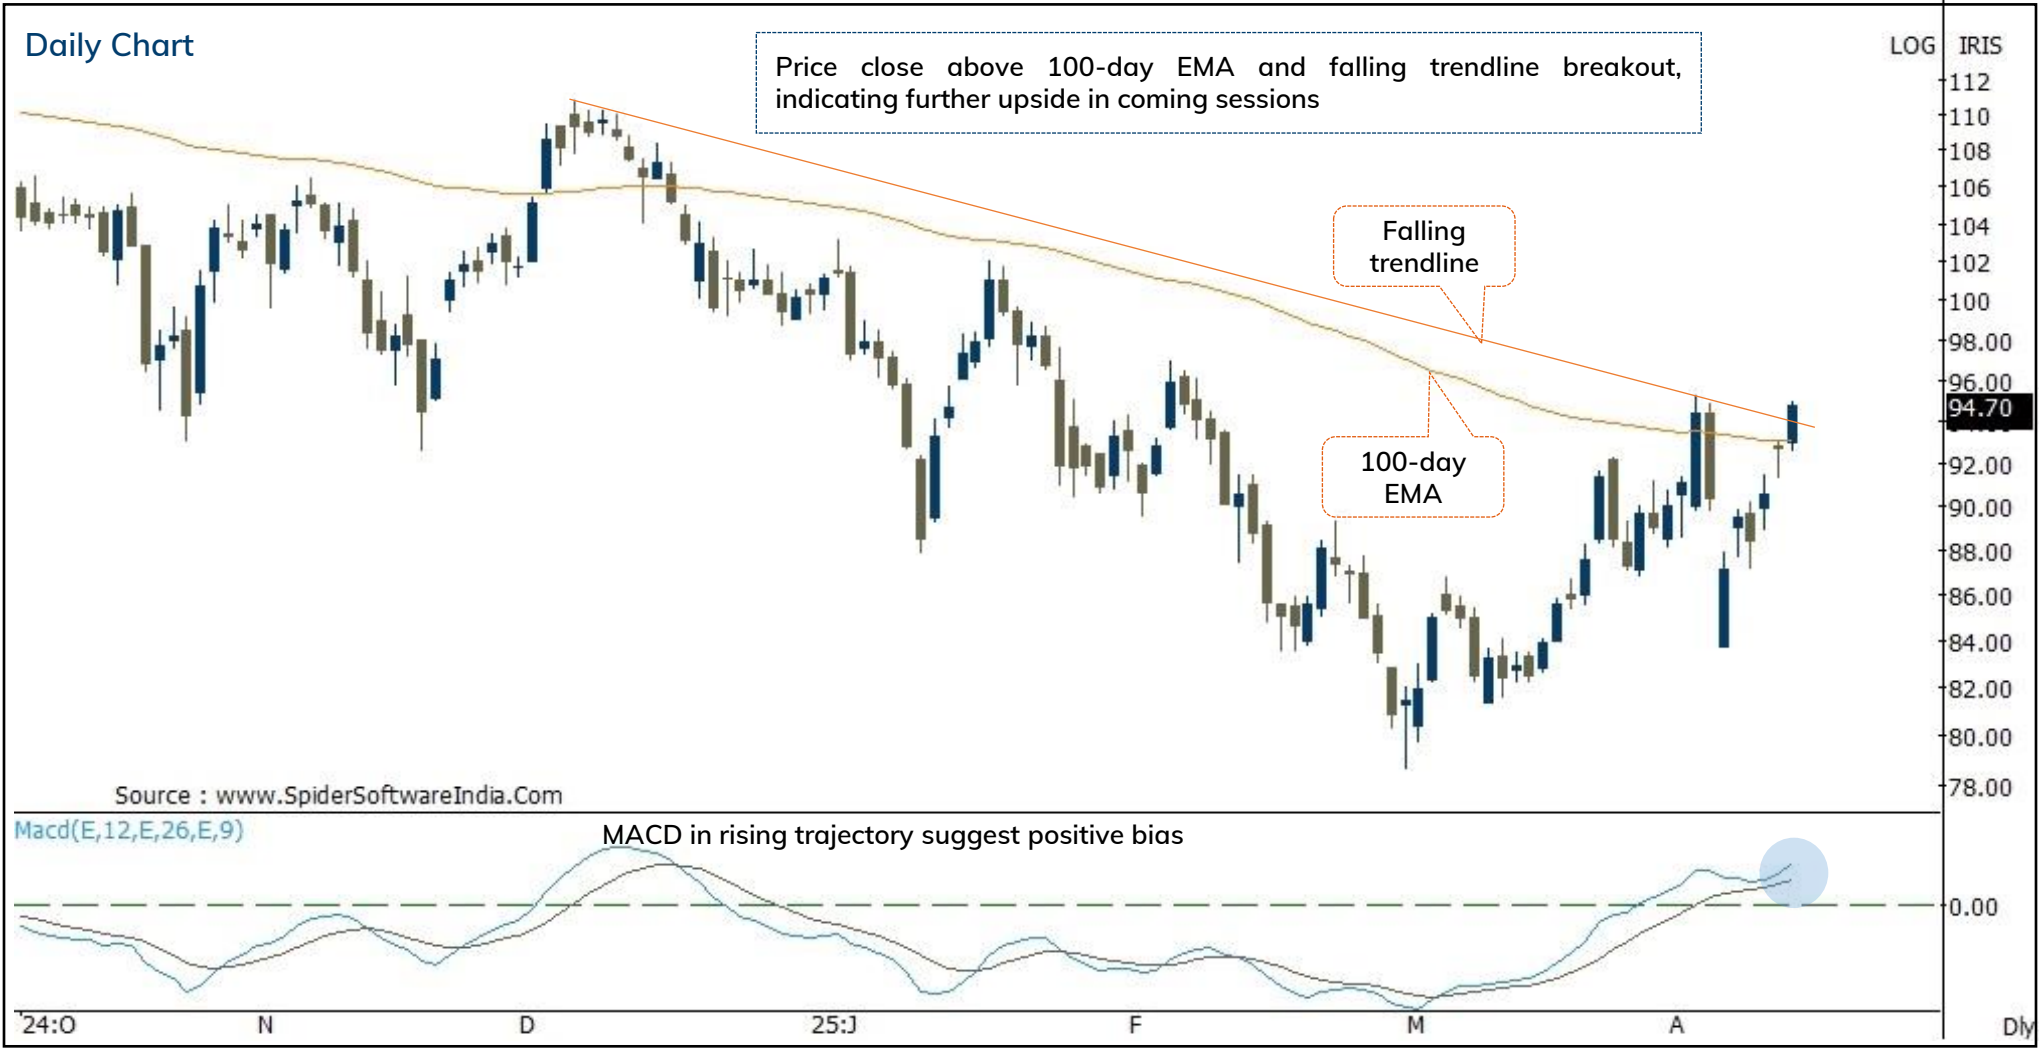 Daily Chart
Price close above 100-day EMA and falling trendline breakout,
indicating further upside in coming sessions
LOG
IRIS
112
110
108
106
104
102
100
98.00
96.00
94.70
92.00
90.00
88.00
86.00
84.00
82.00
80.00
78.00
Falling
trendline
100-day
EMA
Source : www.SpiderSoftwareIndia.Com
Macd(E,12,E,26,E,9)
MACD in rising trajectory suggest positive bias
0.00
24:O N D 25:J F M A Dly